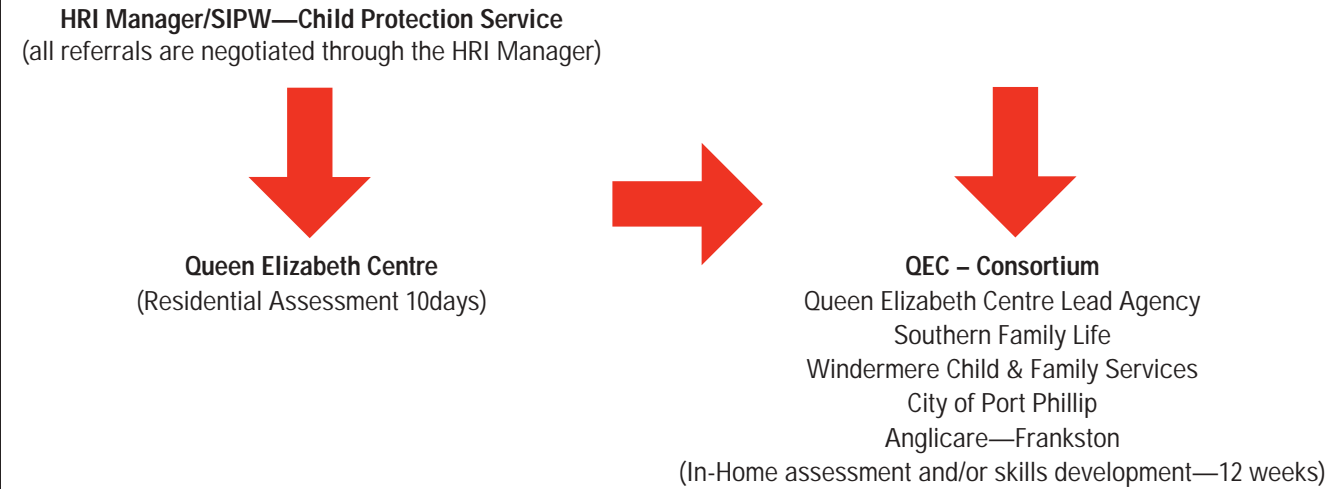 HRI Manager/SIPW—Child Protection Service
(all referrals are negotiated through the HRI Manager)
Queen Elizabeth Centre
(Residential Assessment 10days)
QEC – Consortium
Queen Elizabeth Centre Lead Agency
Southern Family Life
Windermere Child & Family Services
City of Port Phillip
Anglicare—Frankston
(In-Home assessment and/or skills development—12 weeks)